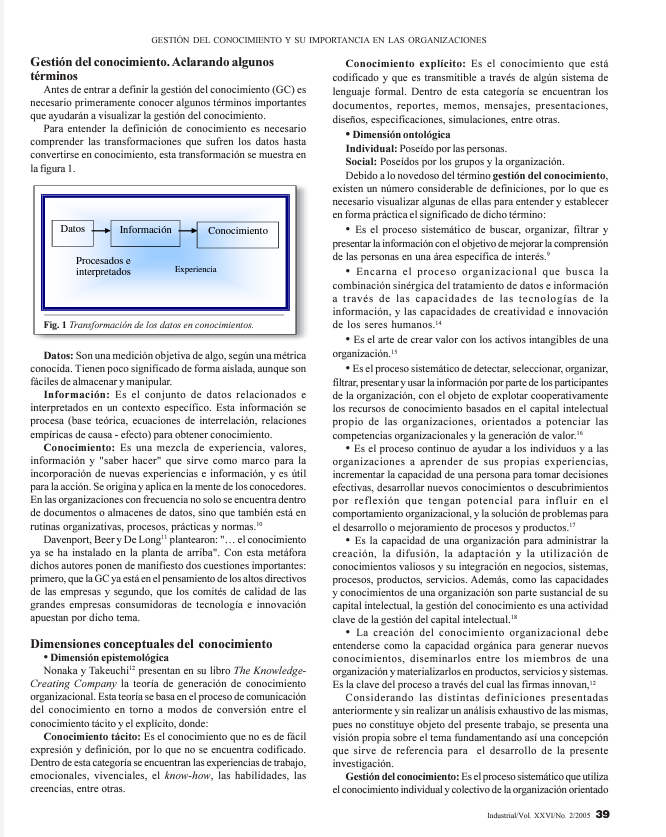 GESTIÓN DEL CONOCIMIENTO Y SU IMPORTANCIA EN LAS ORGANIZACIONES
Gestión del conocimiento. Aclarando algunos
términos
Antes de entrar a definir la gestión del conocimiento (GC) es
necesario primeramente conocer algunos términos importantes
que ayudarán a visualizar la gestión del conocimiento.
Para entender la definición de conocimiento es necesario
comprender las transformaciones que sufren los datos hasta
convertirse en conocimiento, esta transformación se muestra en
la figura 1.
Datos
Información
Conocimiento
Procesados e
interpretados
Experiencia
Fig. 1 Transformación de los datos en conocimientos.
Datos: Son una medición objetiva de algo, según una métrica
conocida. Tienen poco significado de forma aislada, aunque son
fáciles de almacenar y manipular.
Información: Es el conjunto de datos relacionados e
interpretados en un contexto específico. Esta información se
procesa (base teórica, ecuaciones de interrelación, relaciones
empíricas de causa - efecto) para obtener conocimiento.
Conocimiento: Es una mezcla de experiencia, valores,
información y "saber hacer" que sirve como marco para la
incorporación de nuevas experiencias e información, y es útil
para la acción. Se origina y aplica en la mente de los conocedores.
En las organizaciones con frecuencia no solo se encuentra dentro
de documentos o almacenes de datos, sino que también está en
rutinas organizativas, procesos, prácticas y normas.10
Davenport, Beer y De Long11 plantearon: "… el conocimiento
ya se ha instalado en la planta de arriba". Con esta metáfora
dichos autores ponen de manifiesto dos cuestiones importantes:
primero, que la GC ya está en el pensamiento de los altos directivos
de las empresas y segundo, que los comités de calidad de las
grandes empresas consumidoras de tecnología e innovación
apuestan por dicho tema.
Dimensiones conceptuales del conocimiento
• Dimensión epistemológica
Nonaka y Takeuchi12 presentan en su libro The Knowledge-
Creating Company la teoría de generación de conocimiento
organizacional. Esta teoría se basa en el proceso de comunicación
del conocimiento en torno a modos de conversión entre el
conocimiento tácito y el explícito, donde:
Conocimiento tácito: Es el conocimiento que no es de fácil
expresión y definición, por lo que no se encuentra codificado.
Dentro de esta categoría se encuentran las experiencias de trabajo,
emocionales, vivenciales, el know-how, las habilidades, las
creencias, entre otras.
Conocimiento explícito: Es el conocimiento que está
codificado y que es transmitible a través de algún sistema de
lenguaje formal. Dentro de esta categoría se encuentran los
documentos, reportes, memos, mensajes, presentaciones,
diseños, especificaciones, simulaciones, entre otras.
• Dimensión ontológica
Individual: Poseído por las personas.
Social: Poseídos por los grupos y la organización.
Debido a lo novedoso del término gestión del conocimiento,
existen un número considerable de definiciones, por lo que es
necesario visualizar algunas de ellas para entender y establecer
en forma práctica el significado de dicho término:
• Es el proceso sistemático de buscar, organizar, filtrar y
presentar la información con el objetivo de mejorar la comprensión
de las personas en una área específica de interés.9
• Encarna el proceso organizacional que busca la
combinación sinérgica del tratamiento de datos e información
a través de las capacidades de las tecnologías de la
información, y las capacidades de creatividad e innovación
de los seres humanos.14
• Es el arte de crear valor con los activos intangibles de una
organización.15
• Es el proceso sistemático de detectar, seleccionar, organizar,
filtrar, presentar y usar la información por parte de los participantes
de la organización, con el objeto de explotar cooperativamente
los recursos de conocimiento basados en el capital intelectual
propio de las organizaciones, orientados a potenciar las
competencias organizacionales y la generación de valor.16
• Es el proceso continuo de ayudar a los individuos y a las
organizaciones a aprender de sus propias experiencias,
incrementar la capacidad de una persona para tomar decisiones
efectivas, desarrollar nuevos conocimientos o descubrimientos
por reflexión que tengan potencial para influir en el
comportamiento organizacional, y la solución de problemas para
el desarrollo o mejoramiento de procesos y productos.17
• Es la capacidad de una organización para administrar la
creación, la difusión, la adaptación y la utilización de
conocimientos valiosos y su integración en negocios, sistemas,
procesos, productos, servicios. Además, como las capacidades
y conocimientos de una organización son parte sustancial de su
capital intelectual, la gestión del conocimiento es una actividad
clave de la gestión del capital intelectual.18
• La creación del conocimiento organizacional debe
entenderse como la capacidad orgánica para generar nuevos
conocimientos, diseminarlos entre los miembros de una
organización y materializarlos en productos, servicios y sistemas.
Es la clave del proceso a través del cual las firmas innovan,12
Considerando las distintas definiciones presentadas
anteriormente y sin realizar un análisis exhaustivo de las mismas,
pues no constituye objeto del presente trabajo, se presenta una
visión propia sobre el tema fundamentando así una concepción
que sirve de referencia para el desarrollo de la presente
investigación.
Gestión del conocimiento: Es el proceso sistemático que utiliza
el conocimiento individual y colectivo de la organización orientado
Industrial/Vol. XXVI/No. 2/2005 39